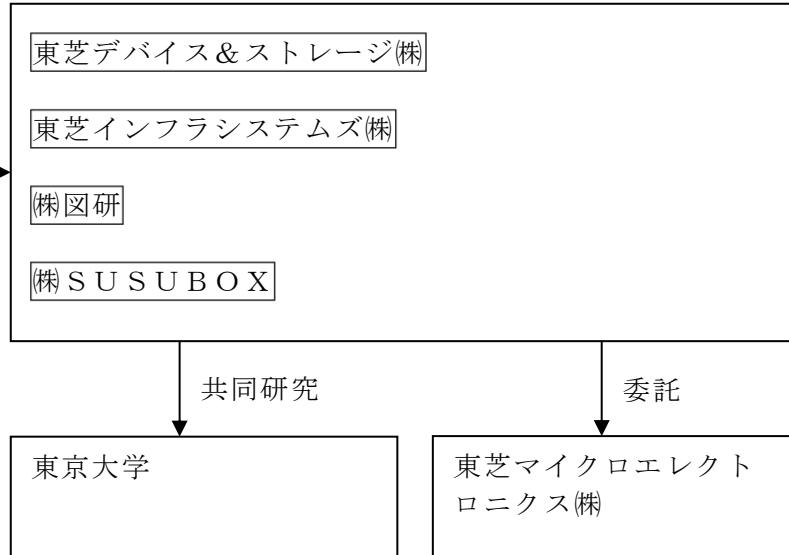 東芝デバイス＆ストレージ㈱
東芝インフラシステムズ㈱
㈱図研
㈱ＳＵＳＵＢＯＸ
共同研究
委託
東京大学
東芝マイクロエレクト
ロニクス㈱